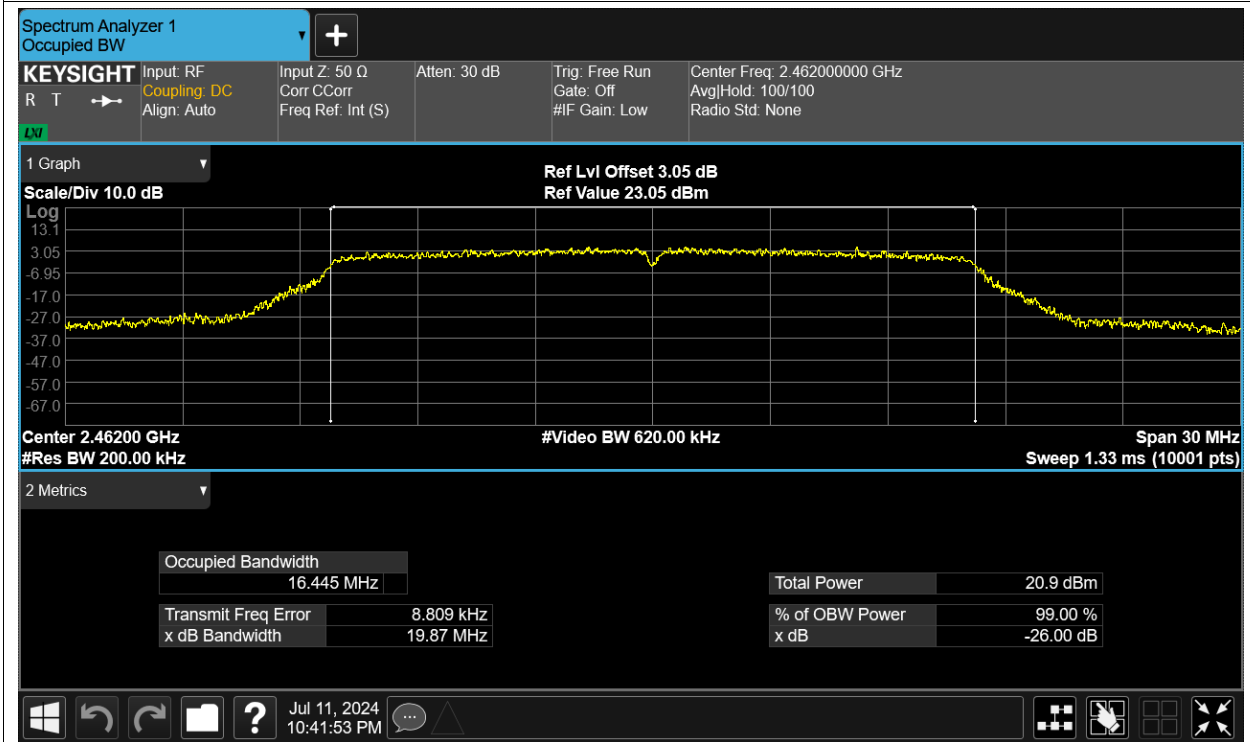 Spectrum Analyzer 1
Occupied BW
KEYSIGHT
R T
LXI
Input: RF
Coupling: DC
Align: Auto
Input Z: 50 Ω
Corr CCorr
Freq Ref: Int (S)
Atten: 30 dB
Trig: Free Run
Gate: Off
#IF Gain: Low
Center Freq: 2.462000000 GHz
Avg|Hold: 100/100
Radio Std: None
1 Graph
Scale/Div 10.0 dB
Ref Lvl Offset 3.05 dB
Ref Value 23.05 dBm
Log
13.1
3.05
-6.95
-17.0
-27.0
-37.0
-47.0
-57.0
-67.0
Center 2.46200 GHz
#Res BW 200.00 kHz
#Video BW 620.00 kHz
Span 30 MHz
Sweep 1.33 ms (10001 pts)
2 Metrics
Occupied Bandwidth
16.445 MHz
Transmit Freq Error 8.809 kHz
x dB Bandwidth 19.87 MHz
Total Power 20.9 dBm
% of OBW Power 99.00 %
x dB -26.00 dB
?
Jul 11, 2024
10:41:53 PM